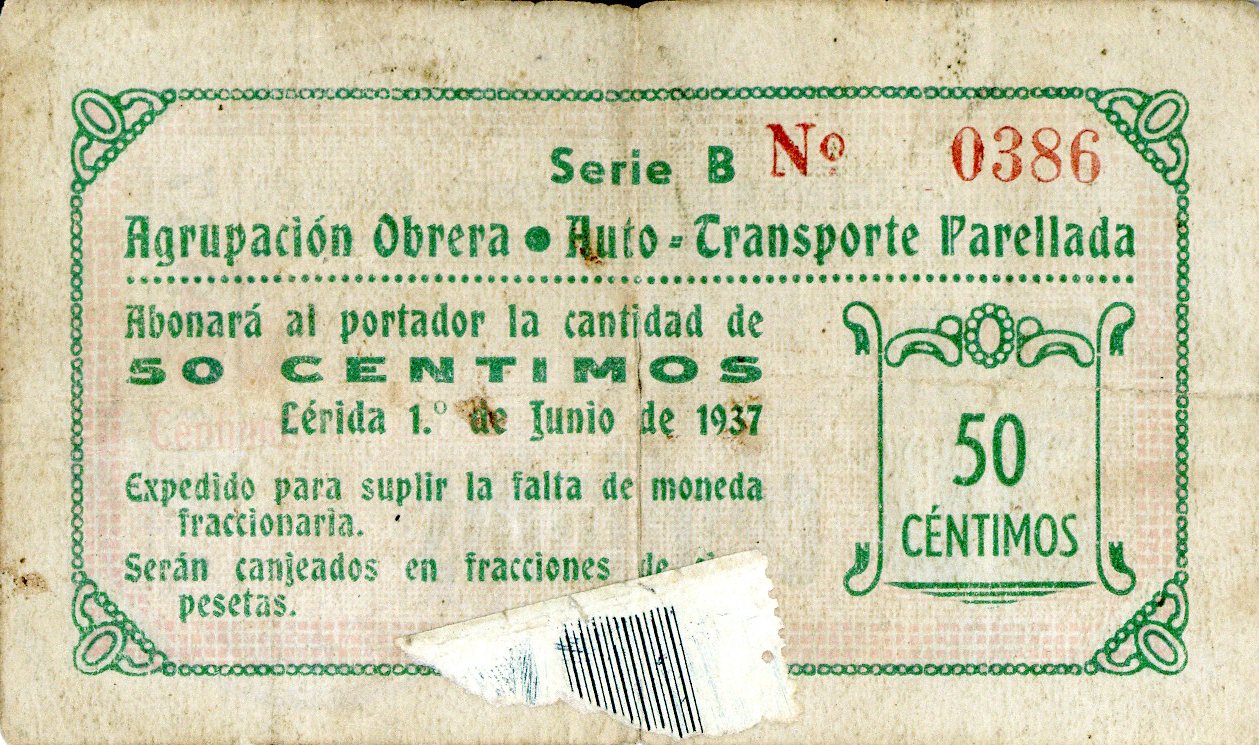 Serie B Nº 0386
Agrupación Obrera • Auto-Transporte Parellada
Abonará al portador la cantidad de
50 CENTIMOS
Lérida 1.º de Junio de 1937
Expedido para suplir la falta de moneda
fraccionaria.
Serán canjeados en fracciones de
pesetas.
50
CÉNTIMOS